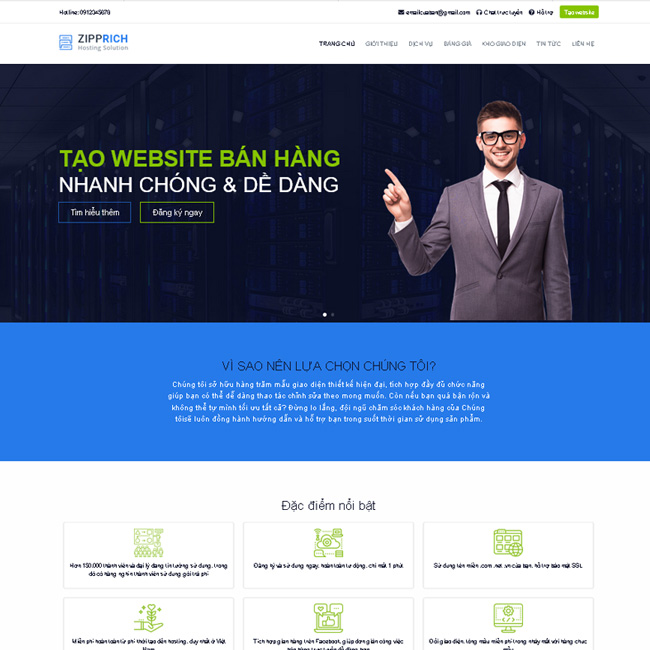 Hotline: 0912345678
emailcuaban@gmail.com Chat trực tuyến Hỗ trợ Tạo website
ZIPPRICH
Hosting Solution
TRANG CHỦ GIỚI THIỆU DỊCH VỤ BẢNG GIÁ KHO GIAO DIỆN TIN TỨC LIÊN HỆ
TẠO WEBSITE BÁN HÀNG
NHANH CHÓNG & DỄ DÀNG
Tìm hiểu thêm Đăng ký ngay
VÌ SAO NÊN LỰA CHỌN CHÚNG TÔI?
Chúng tôi sở hữu hàng trăm mẫu giao diện thiết kế hiện đại, tích hợp đầy đủ chức năng
giúp bạn có thể dễ dàng thao tác chỉnh sửa theo mong muốn. Còn nếu bạn quá bận rộn và
không thể tự mình tối ưu tất cả? Đừng lo lắng, đội ngũ chăm sóc khách hàng của Chúng
tôi sẽ luôn đồng hành hướng dẫn và hỗ trợ bạn trong suốt thời gian sử dụng sản phẩm.
Đặc điểm nổi bật
Hơn 150.000 thành viên và đại lý đang tin tưởng sử dụng, trong
đó có hàng nghìn thành viên sử dụng gói trả phí
Đăng ký và sử dụng ngay, hoàn toàn tự động, chỉ mất 1 phút
Sử dụng tên miền .com .net .vn của bạn, hỗ trợ bảo mật SSL
Miễn phí hoàn toàn từ phí khởi tạo đến hosting, duy nhất ở Việt
Nam
Tích hợp gian hàng trên Facebook, giúp đơn giản công việc
Đổi giao diện, tông màu miễn phí trong nháy mắt với hàng chục